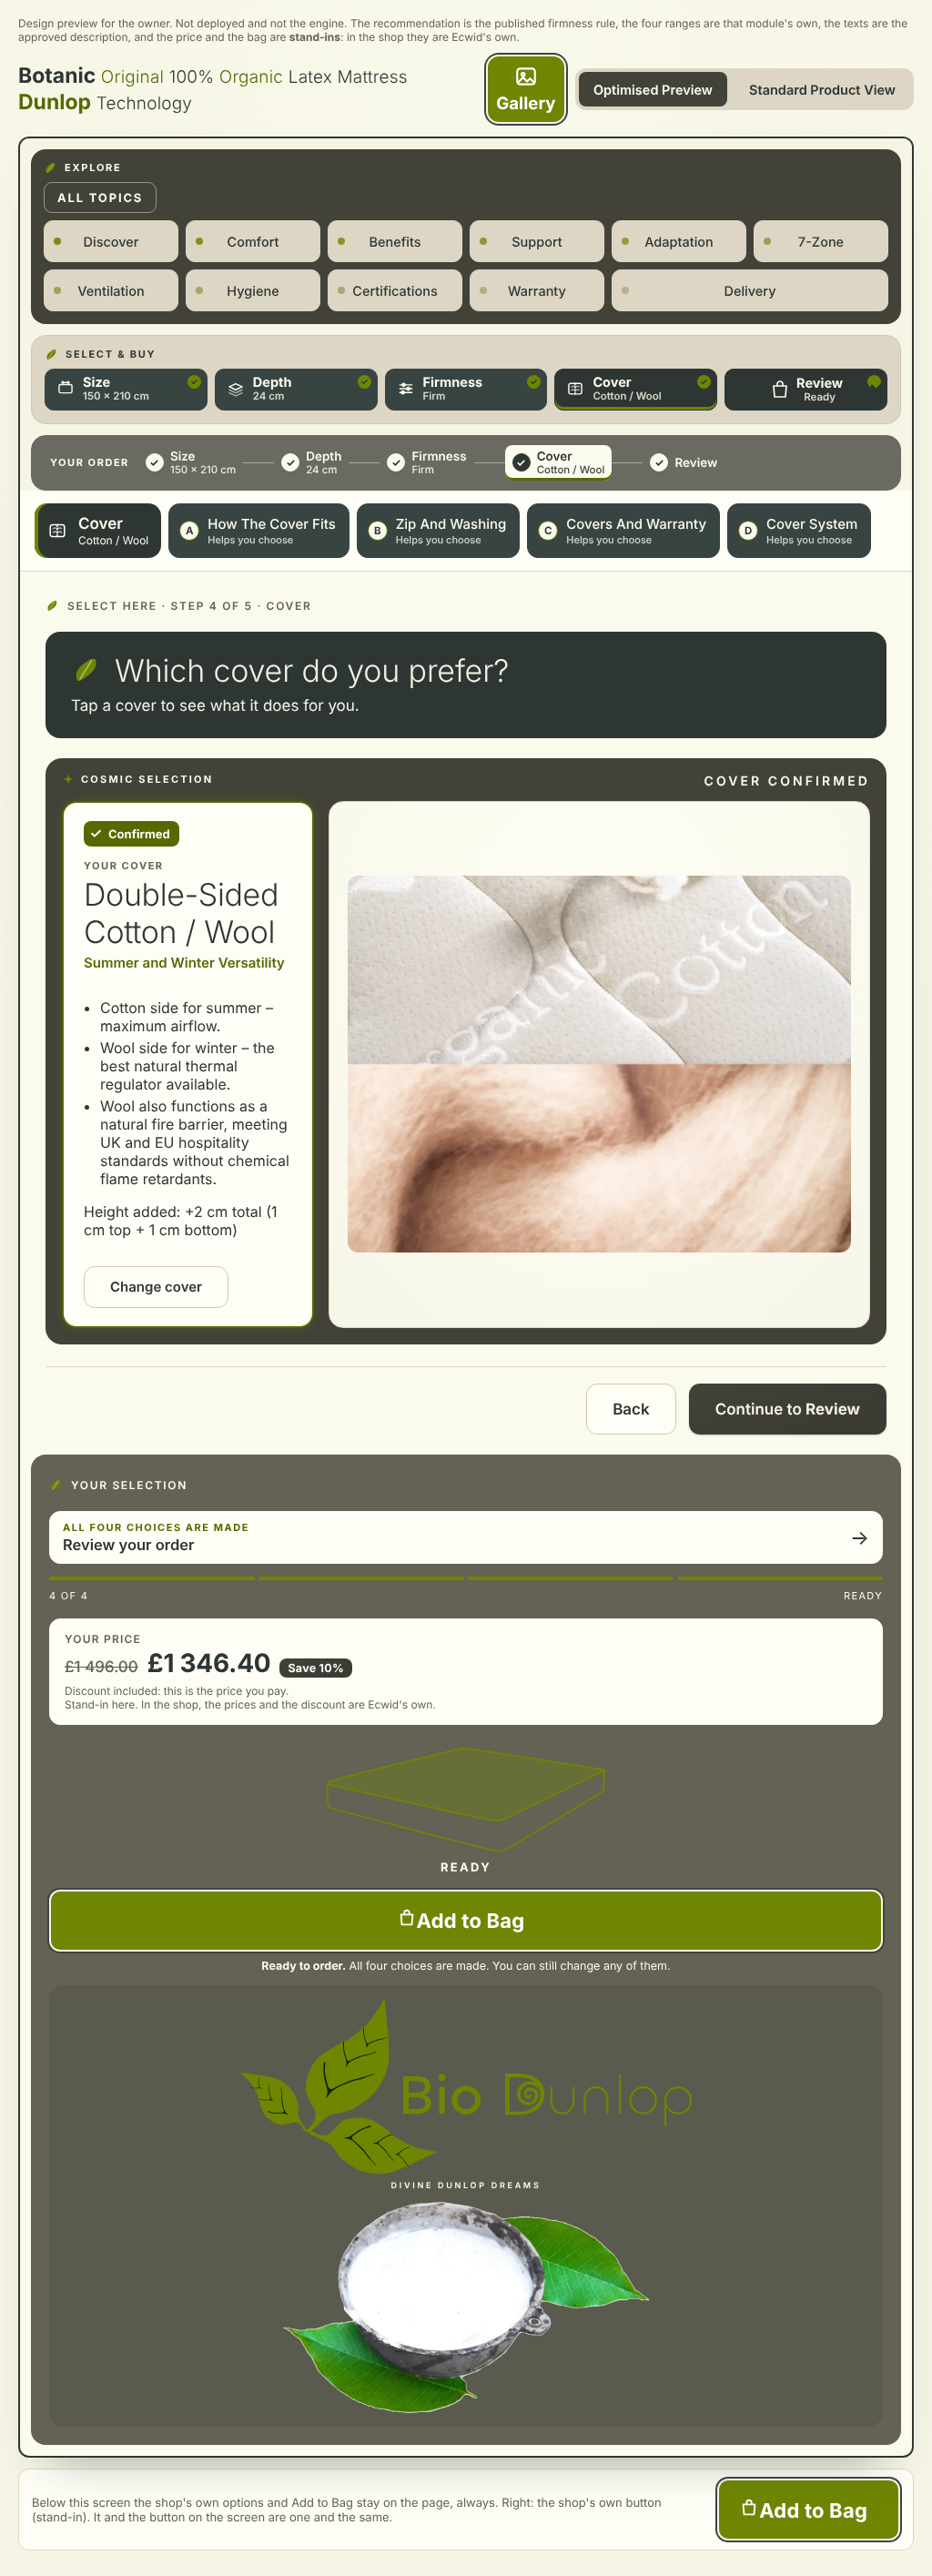 Design preview for the owner. Not deployed and not the engine. The recommendation is the published firmness rule, the four ranges are that module's own, the texts are the
approved description, and the price and the bag are stand-ins: in the shop they are Ecwid's own.
Botanic Original 100% Organic Latex Mattress
Dunlop Technology
Gallery
Optimised Preview
Standard Product View
EXPLORE
ALL TOPICS
Discover
Comfort
Benefits
Support
Adaptation
7-Zone
Ventilation
Hygiene
Certifications
Warranty
Delivery
SELECT & BUY
Size
150 × 210 cm
Depth
24 cm
Firmness
Firm
Cover
Cotton / Wool
Review
Ready
YOUR ORDER
Size
150 × 210 cm
Depth
24 cm
Firmness
Firm
Cover
Cotton / Wool
Review
Cover
Cotton / Wool
A
How The Cover Fits
Helps you choose
B
Zip And Washing
Helps you choose
C
Covers And Warranty
Helps you choose
D
Cover System
Helps you choose
SELECT HERE · STEP 4 OF 5 · COVER
Which cover do you prefer?
Tap a cover to see what it does for you.
COSMIC SELECTION
COVER CONFIRMED
Confirmed
YOUR COVER
Double-Sided
Cotton / Wool
Summer and Winter Versatility
• Cotton side for summer –
maximum airflow.
• Wool side for winter – the
best natural thermal
regulator available.
• Wool also functions as a
natural fire barrier, meeting
UK and EU hospitality
standards without chemical
flame retardants.
Height added: +2 cm total (1
cm top + 1 cm bottom)
Change cover
ganic
Cotton
Back
Continue to Review
YOUR SELECTION
ALL FOUR CHOICES ARE MADE
Review your order
4 OF 4
READY
YOUR PRICE
£1 496.00 £1 346.40 Save 10%
Discount included: this is the price you pay.
Stand-in here. In the shop, the prices and the discount are Ecwid's own.
READY
Add to Bag
Ready to order. All four choices are made. You can still change any of them.
Bio Dunlop
DIVINE DUNLOP DREAMS
Below this screen the shop's own options and Add to Bag stay on the page, always. Right: the shop's own button
(stand-in). It and the button on the screen are one and the same.
Add to Bag